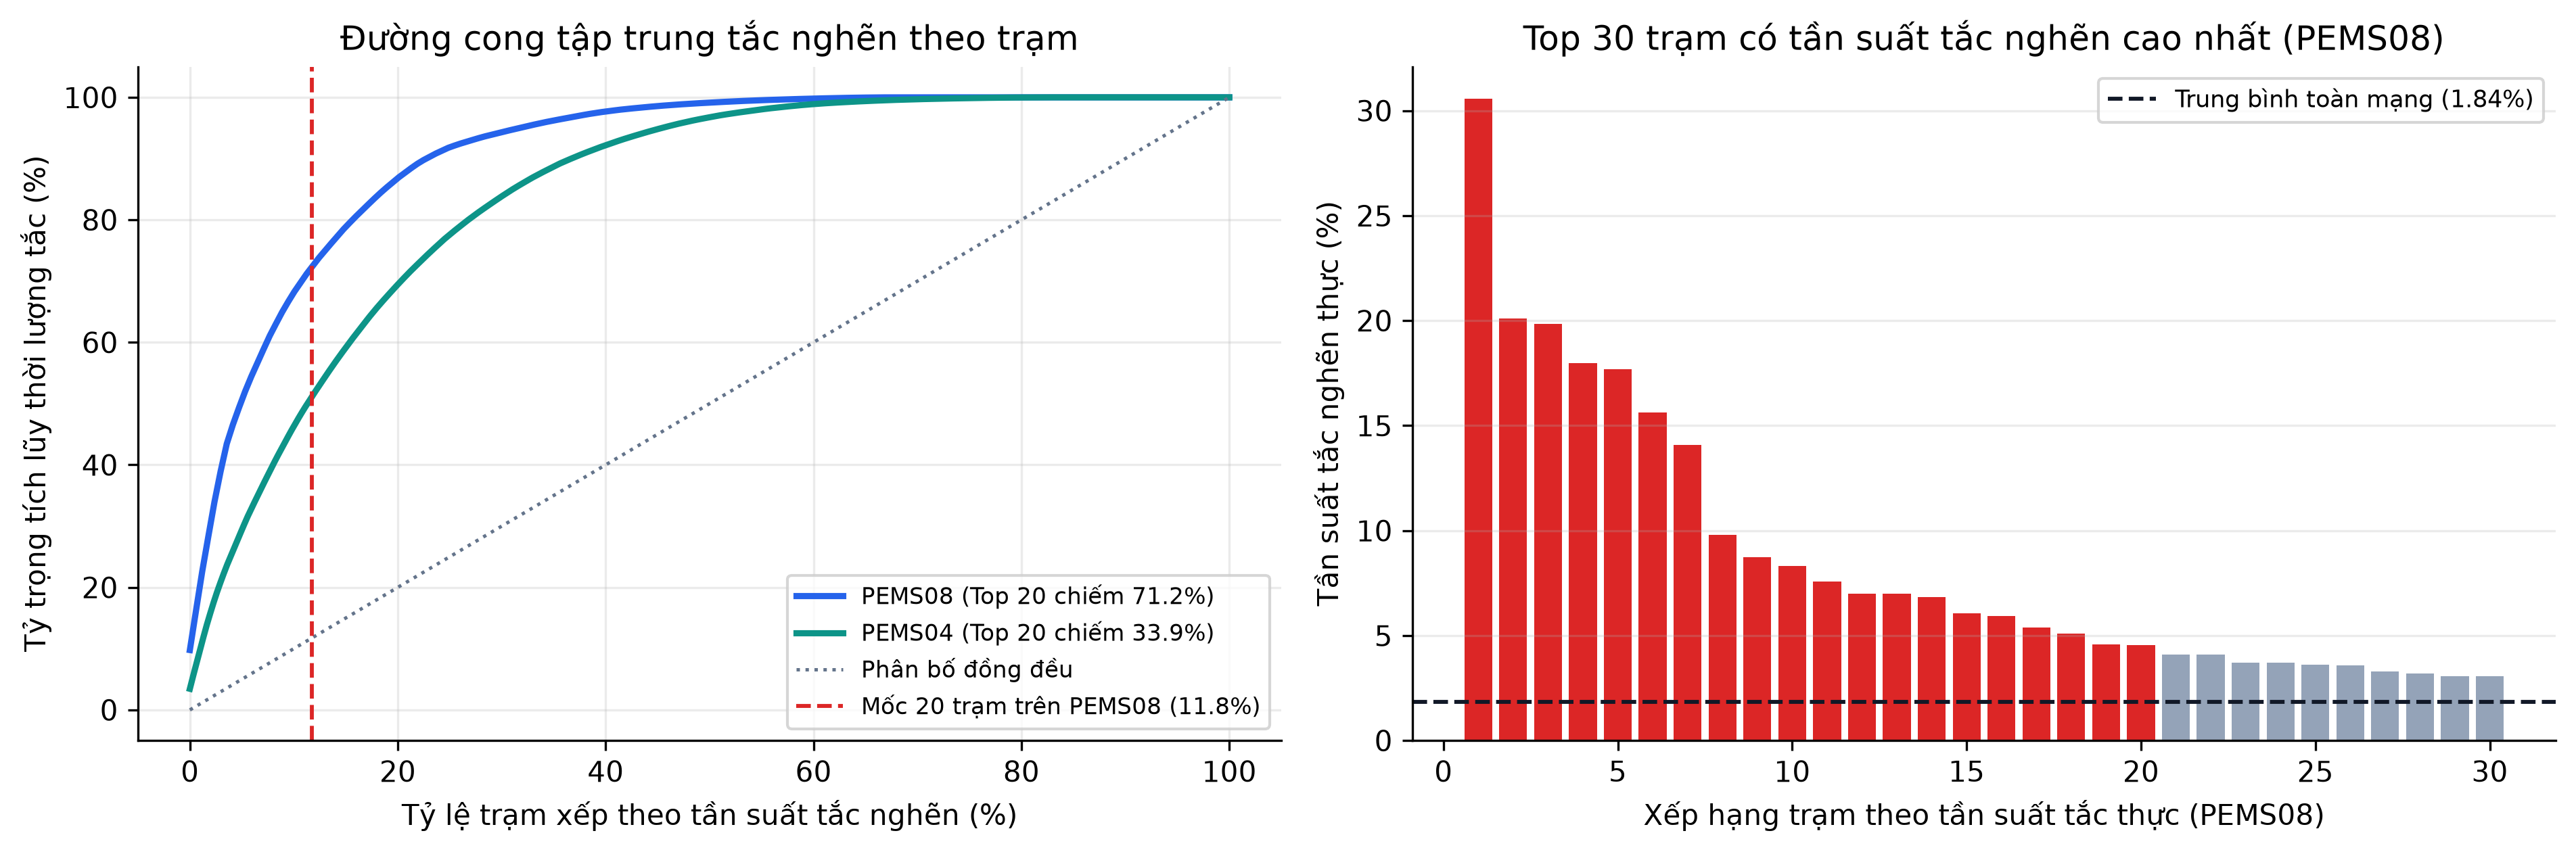 Đường cong tập trung tắc nghẽn theo trạm
Tỷ trọng tích lũy thời lượng tắc (%)
100
80
60
40
20
0
PEMS08 (Top 20 chiếm 71.2%)
PEMS04 (Top 20 chiếm 33.9%)
Phân bố đồng đều
Mốc 20 trạm trên PEMS08 (11.8%)
0 20 40 60 80 100
Tỷ lệ trạm xếp theo tần suất tắc nghẽn (%)
Top 30 trạm có tần suất tắc nghẽn cao nhất (PEMS08)
Tần suất tắc nghẽn thực (%)
30
25
20
15
10
5
0
Trung bình toàn mạng (1.84%)
0 5 10 15 20 25 30
Xếp hạng trạm theo tần suất tắc thực (PEMS08)